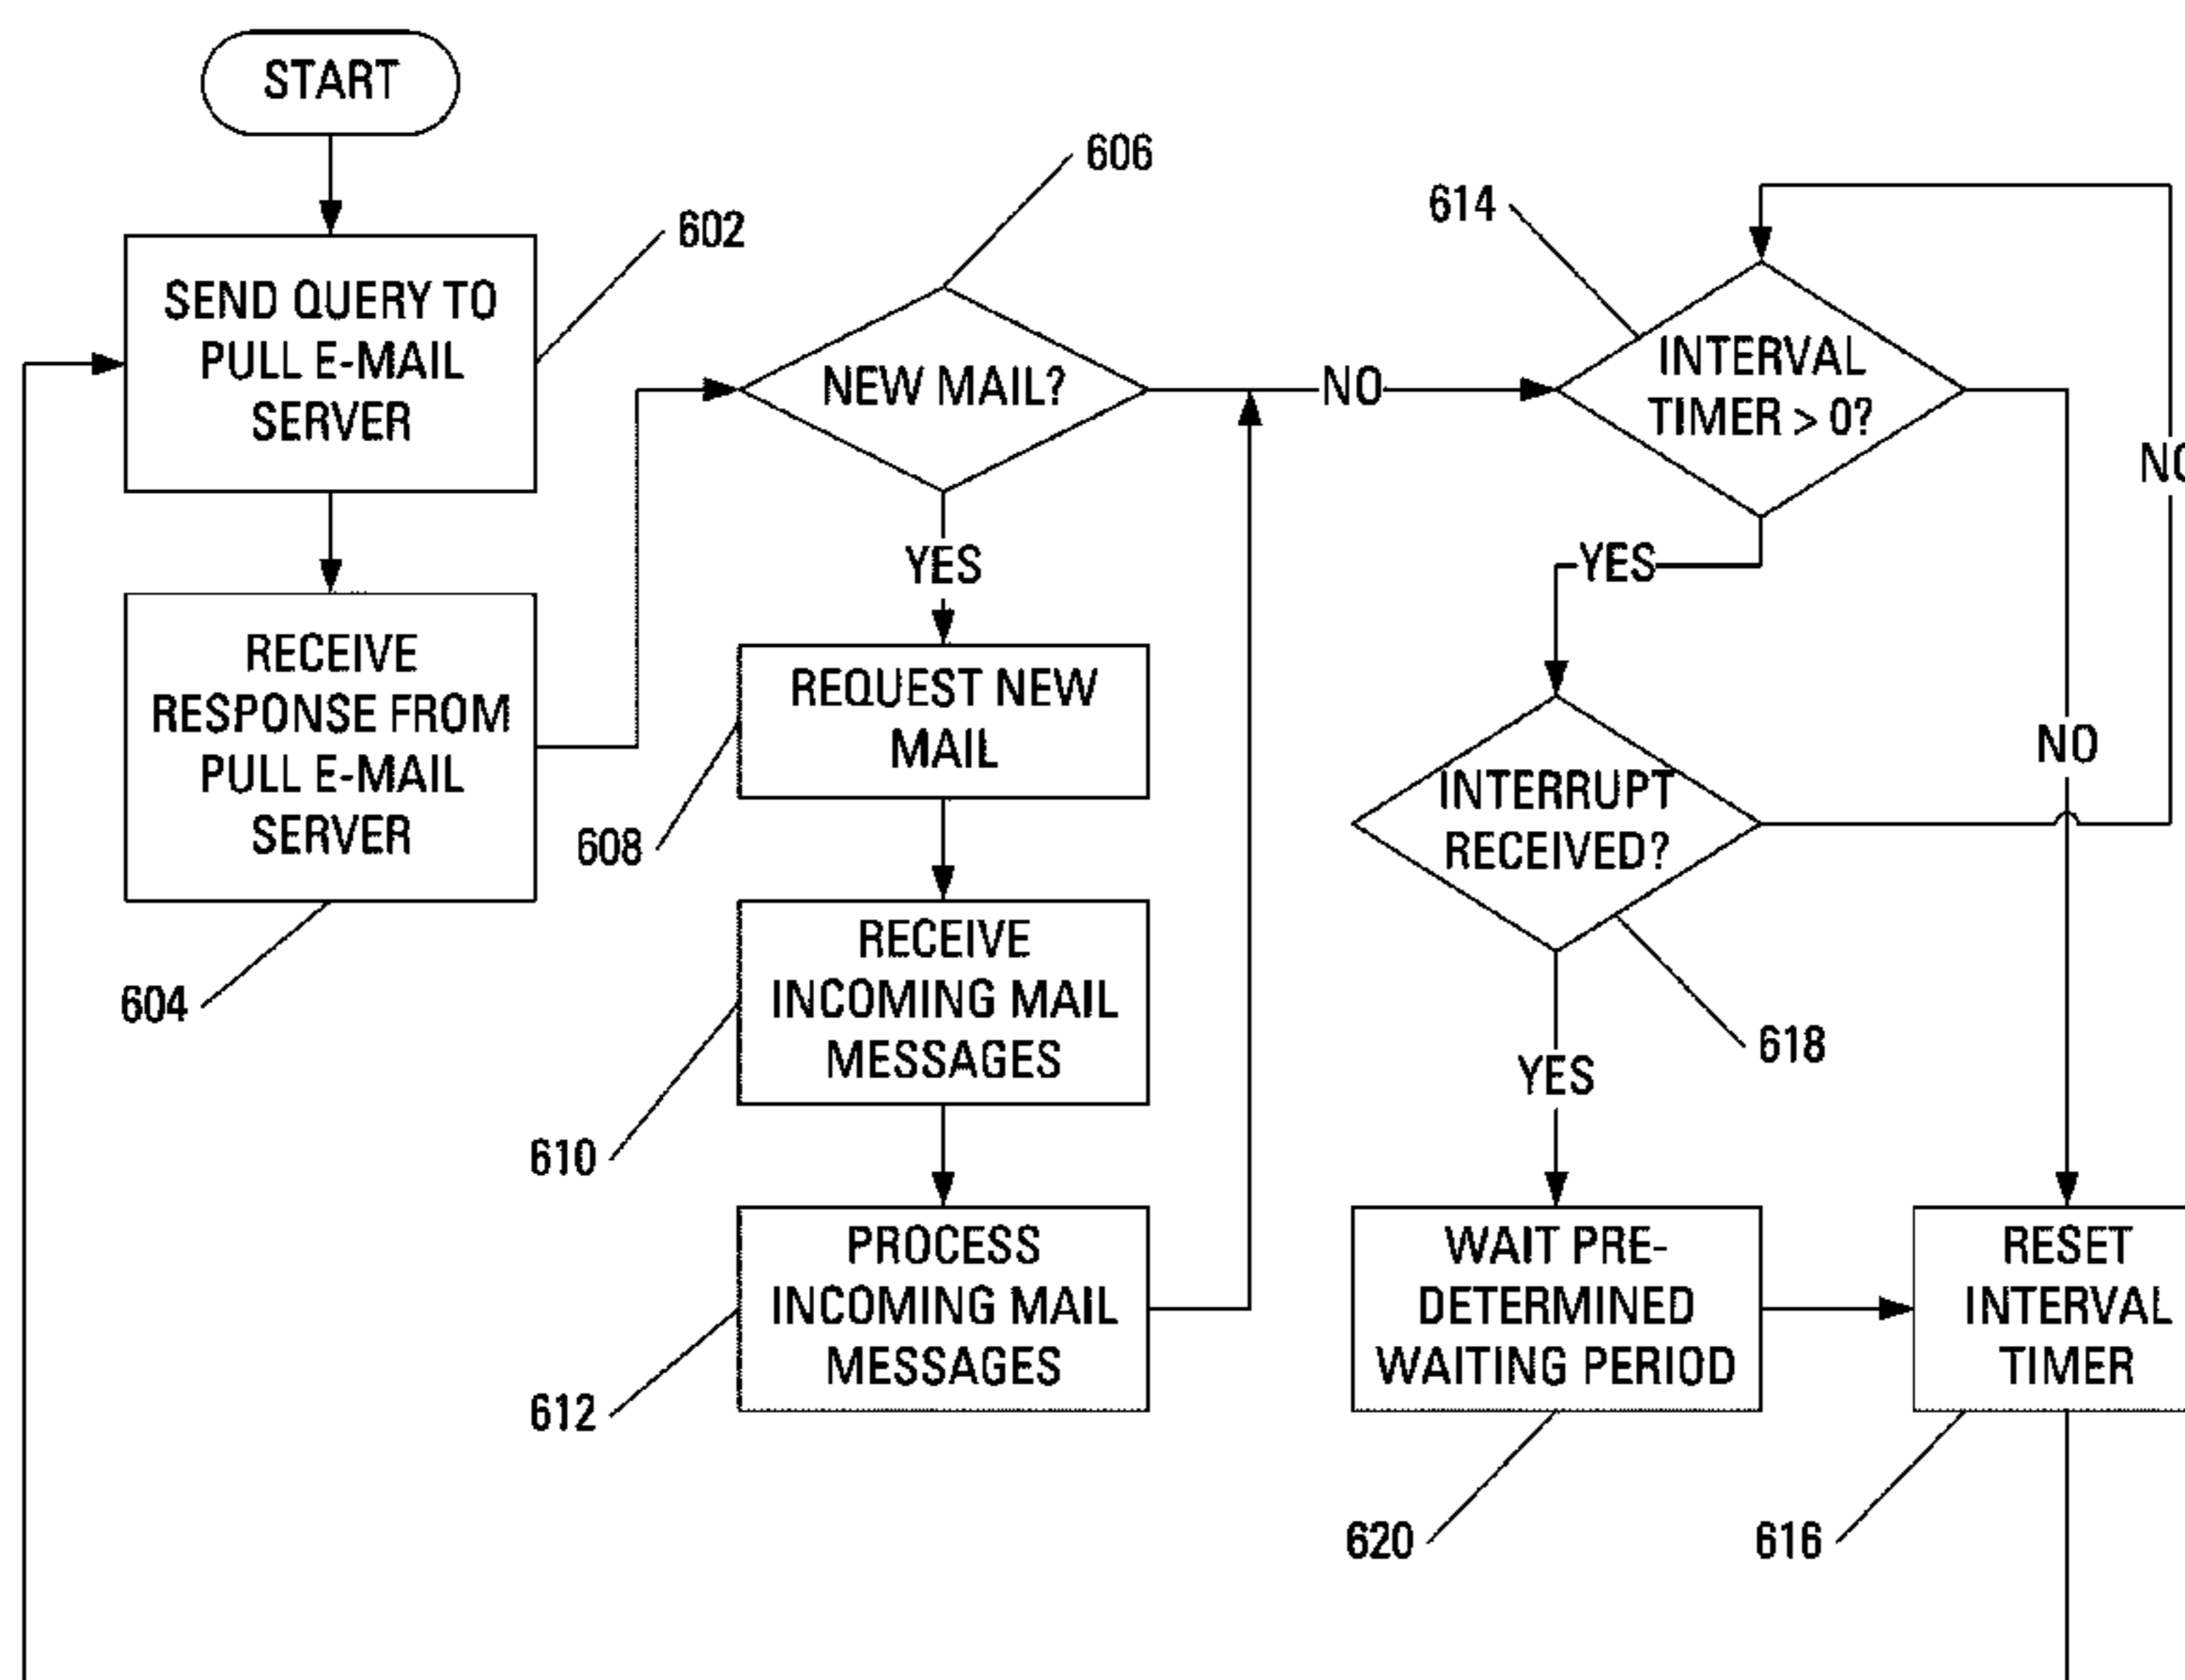 START
602
SEND QUERY TO
PULL E-MAIL
SERVER
RECEIVE
RESPONSE FROM
PULL E-MAIL
SERVER
604
606
NEW MAIL?
YES
NO
REQUEST NEW
MAIL
608
RECEIVE
INCOMING MAIL
MESSAGES
610
PROCESS
INCOMING MAIL
MESSAGES
612
614
INTERVAL
TIMER > 0?
YES
NO
NO
INTERRUPT
RECEIVED?
618
YES
WAIT PRE-
DETERMINED
WAITING PERIOD
620
RESET
INTERVAL
TIMER
616